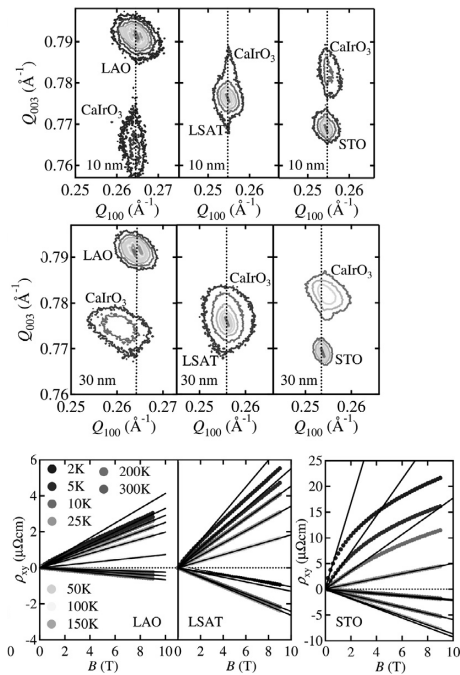 0.79
0.78
0.77
0.76
Q003 (Å-1)
LAO
CaIrO3
10 nm
CaIrO3
LSAT
10 nm
CaIrO3
STO
10 nm
0.25 0.26 0.27
0.25 0.26
0.25 0.26
Q100 (Å-1) Q100 (Å-1) Q100 (Å-1)
0.79
0.78
0.77
0.76
Q003 (Å-1)
LAO
CaIrO3
30 nm
CaIrO3
LSAT
30 nm
CaIrO3
STO
30 nm
0.25 0.26 0.27
0.25 0.26
0.25 0.26
Q100 (Å-1) Q100 (Å-1) Q100 (Å-1)
6
4
2
0
-2
-4
ρxy (μΩcm)
2K
5K
10K
25K
200K
300K
50K
100K
150K
LAO
LSAT
25
20
15
10
5
0
-5
-10
ρxy (μΩcm)
STO
0 0 2 4 6 8 10 0 2 4 6 8 10
0 2 4 6 8 10
B (T) B (T) B (T)